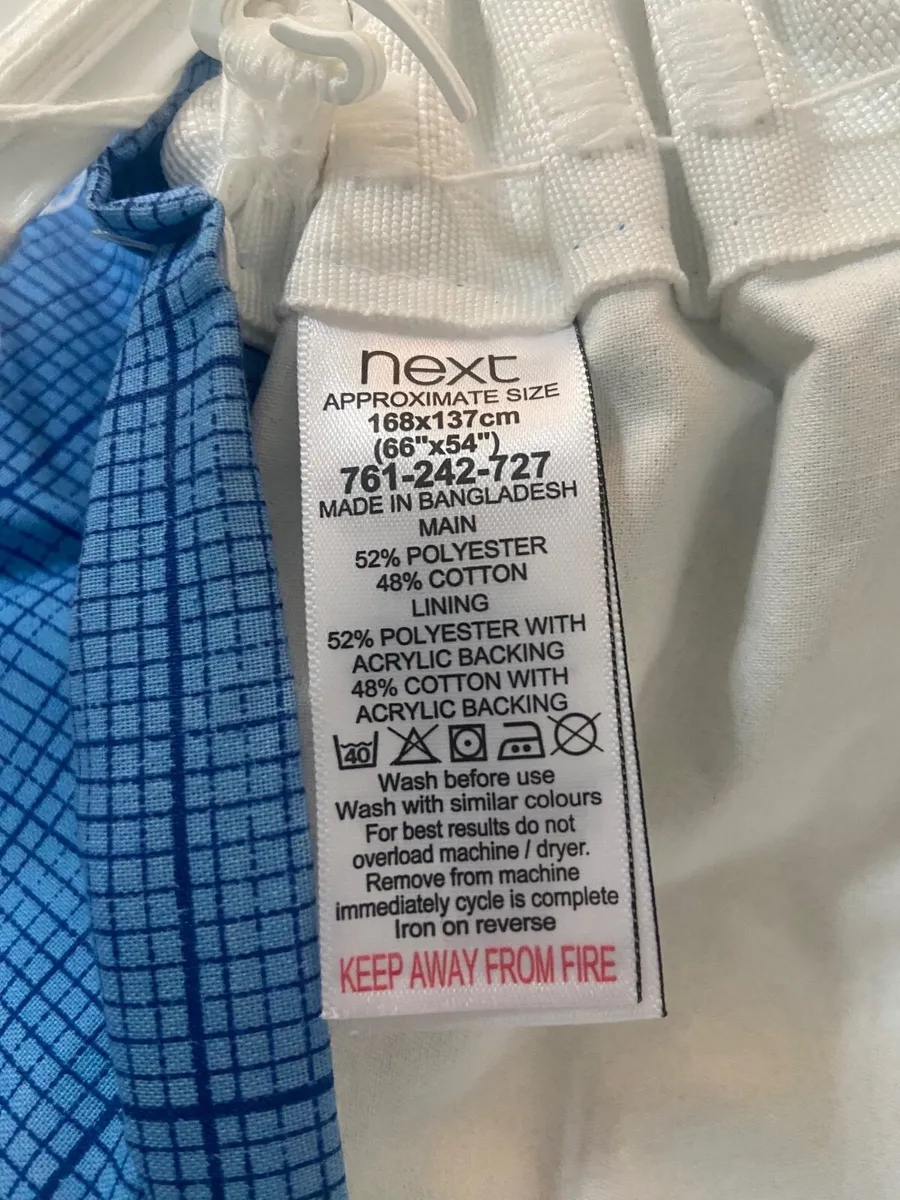 next
APPROXIMATE SIZE
168x137cm
(66"x54")
761-242-727
MADE IN BANGLADESH
MAIN
52% POLYESTER
48% COTTON
LINING
52% POLYESTER WITH
ACRYLIC BACKING
48% COTTON WITH
ACRYLIC BACKING
40
Wash before use
Wash with similar colours
For best results do not
overload machine / dryer.
Remove from machine
immediately cycle is complete
Iron on reverse
KEEP AWAY FROM FIRE